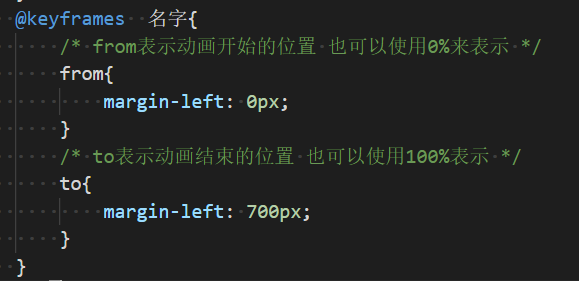 @keyframes 名字{
/* from表示动画开始的位置 也可以使用0%来表示 */
from{
margin-left: 0px;
}
/* to表示动画结束的位置 也可以使用100%表示 */
to{
margin-left: 700px;
}
}